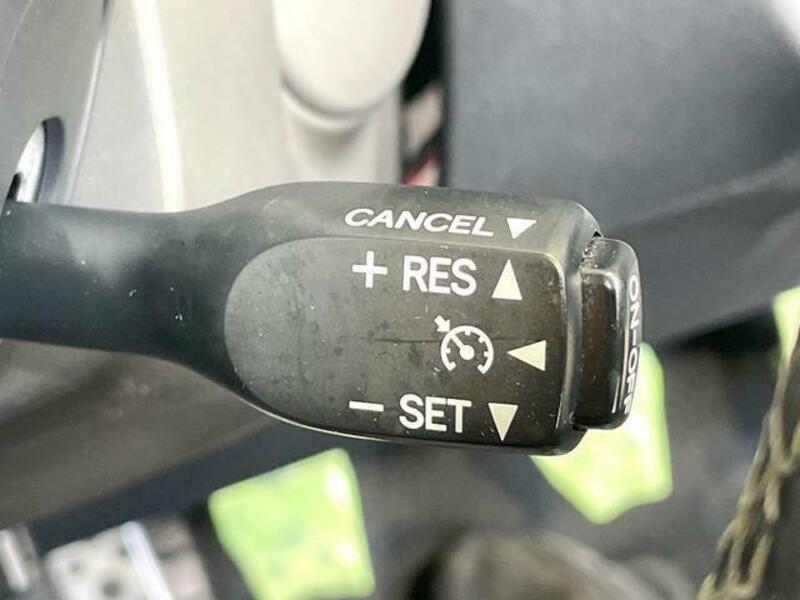 CANCEL ▼
+ RES ▲
◀
− SET ▼
ON-OFF